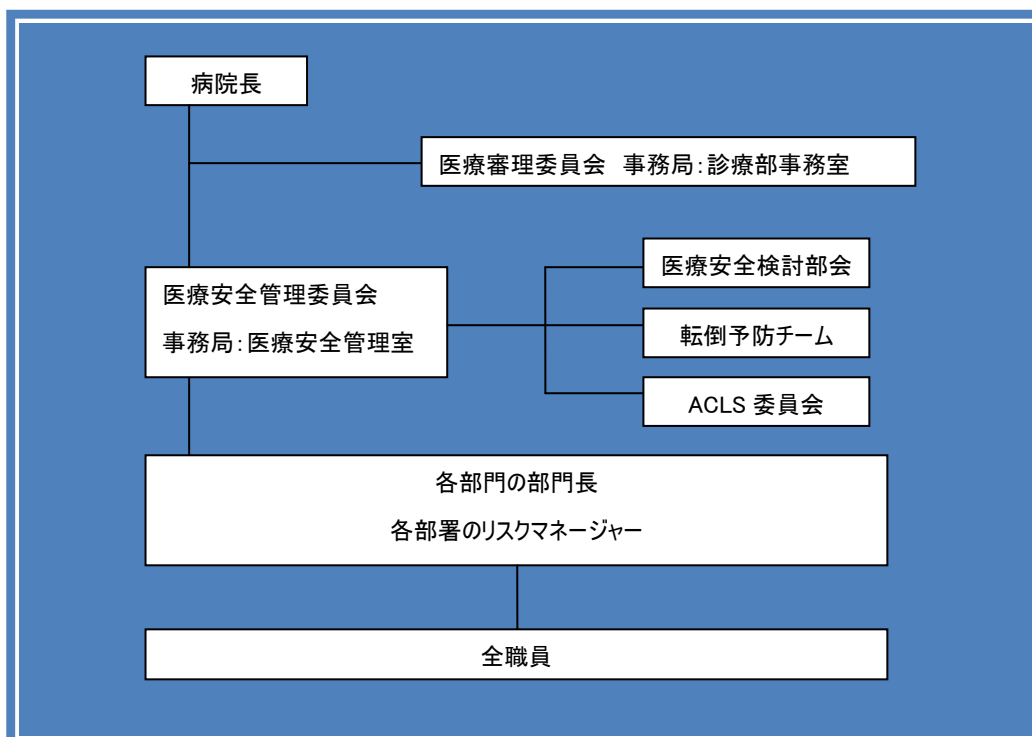 病院長
医療審理委員会 事務局：診療部事務室
医療安全検討部会
医療安全管理委員会
事務局：医療安全管理室
転倒予防チーム
ACLS 委員会
各部門の部門長
各部署のリスクマネージャー
全職員